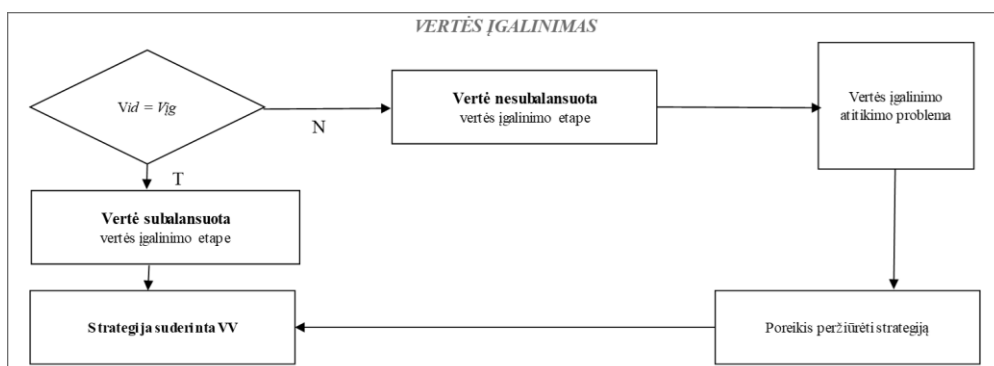 VERTĖS ĮGALINIMAS
Vid = Vįg
N
T
Vertė nesubalansuota
vertės įgalinimo etape
Vertės įgalinimo
atitikimo problema
Vertė subalansuota
vertės įgalinimo etape
Strategija suderinta VV
Poreikis peržiūrėti strategiją